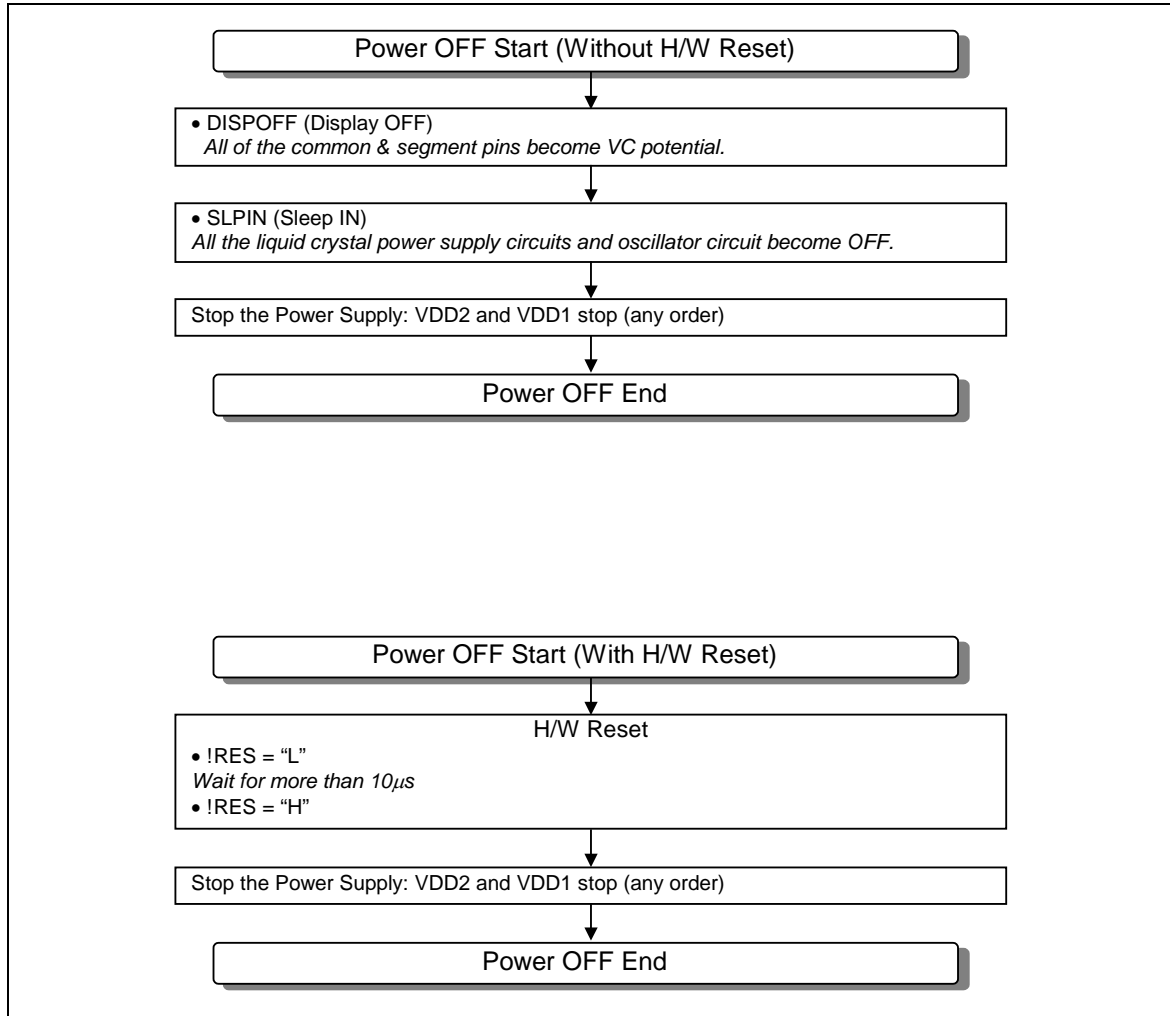 Power OFF Start (Without H/W Reset)
• DISPOFF (Display OFF)
All of the common & segment pins become VC potential.
• SLPIN (Sleep IN)
All the liquid crystal power supply circuits and oscillator circuit become OFF.
Stop the Power Supply: VDD2 and VDD1 stop (any order)
Power OFF End
Power OFF Start (With H/W Reset)
H/W Reset
• !RES = “L”
Wait for more than 10μs
• !RES = “H”
Stop the Power Supply: VDD2 and VDD1 stop (any order)
Power OFF End